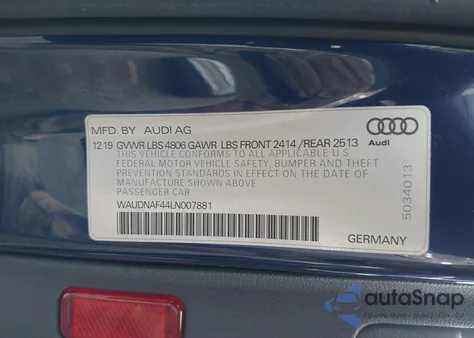 MFD. BY AUDI AG
12 19 GVWR LBS 4806 GAWR LBS FRONT 2414 / REAR 2513
THIS VEHICLE CONFORMS TO ALL APPLICABLE U.S.
FEDERAL MOTOR VEHICLE SAFETY, BUMPER, AND THEFT
PREVENTION STANDARDS IN EFFECT ON THE DATE OF
MANUFACTURE SHOWN ABOVE
PASSENGER CAR
WAUDNAF44LN007881
Audi
5034013
GERMANY
autoSnap